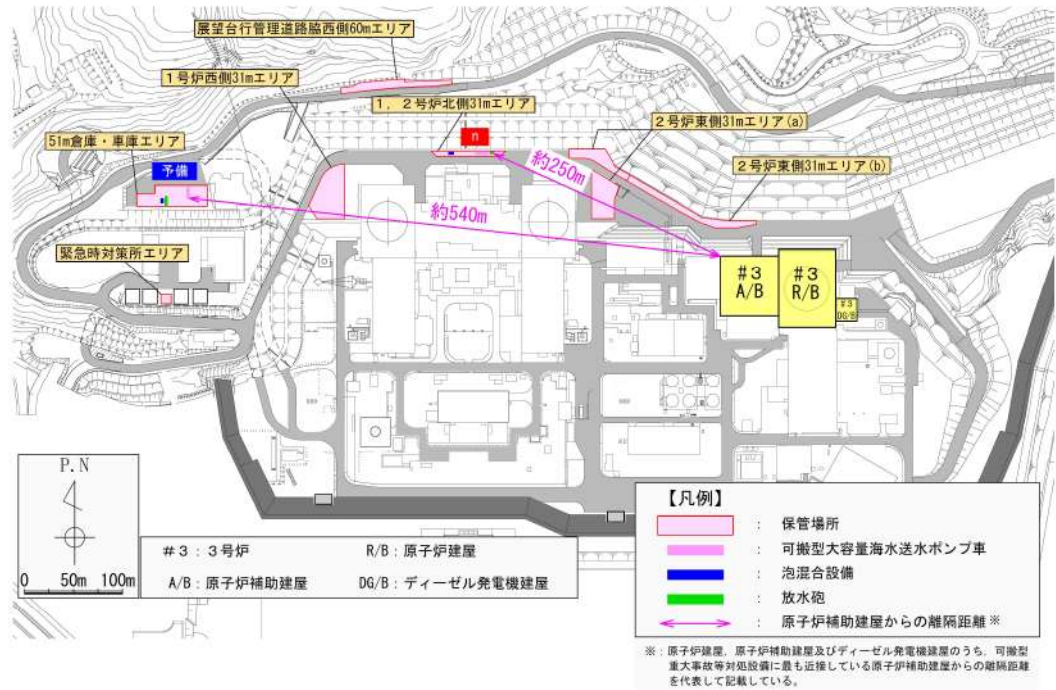 展望台行管理道路脇西側60mエリア
1号炉西側31mエリア
1，2号炉北側31mエリア
51m倉庫・車庫エリア
n
2号炉東側31mエリア(a)
予備
約250m
2号炉東側31mエリア(b)
約540m
緊急時対策所エリア
#3
A/B
#3
R/B
#3
DG/B
P.N
0 50m 100m
#3：3号炉
R/B：原子炉建屋
A/B：原子炉補助建屋
DG/B：ディーゼル発電機建屋
【凡例】
： 保管場所
： 可搬型大容量海水送水ポンプ車
： 泡混合設備
： 放水砲
： 原子炉補助建屋からの離隔距離※
※：原子炉建屋，原子炉補助建屋及びディーゼル発電機建屋のうち，可搬型
重大事故等対処設備に最も近接している原子炉補助建屋からの離隔距離
を代表して記載している。